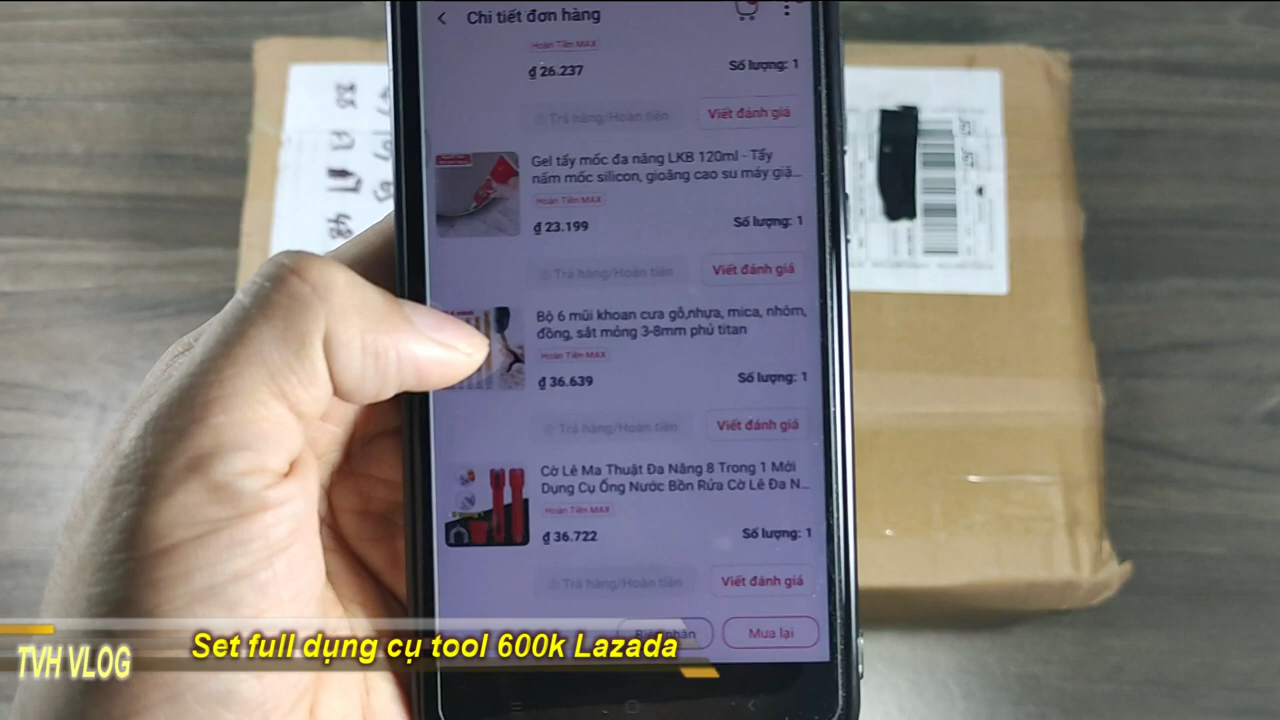 Chi tiết đơn hàng
Hoàn Tiền MAX
₫ 26.237
Số lượng: 1
Trả hàng/Hoàn tiền
Viết đánh giá
Gel tẩy mốc đa năng LKB 120ml - Tẩy
nấm mốc silicon, gioăng cao su máy giặ...
Hoàn Tiền MAX
₫ 23.199
Số lượng: 1
Trả hàng/Hoàn tiền
Viết đánh giá
Bộ 6 mũi khoan cưa gỗ,nhựa, mica, nhôm,
đồng, sắt mỏng 3-8mm phủ titan
Hoàn Tiền MAX
₫ 36.639
Số lượng: 1
Trả hàng/Hoàn tiền
Viết đánh giá
Cờ Lê Ma Thuật Đa Năng 8 Trong 1 Mới
Dụng Cụ Ống Nước Bồn Rửa Cờ Lê Đa N...
Hoàn Tiền MAX
₫ 36.722
Số lượng: 1
Trả hàng/Hoàn tiền
Viết đánh giá
Mua lại
Set full dụng cụ tool 600k Lazada
TVH VLOG